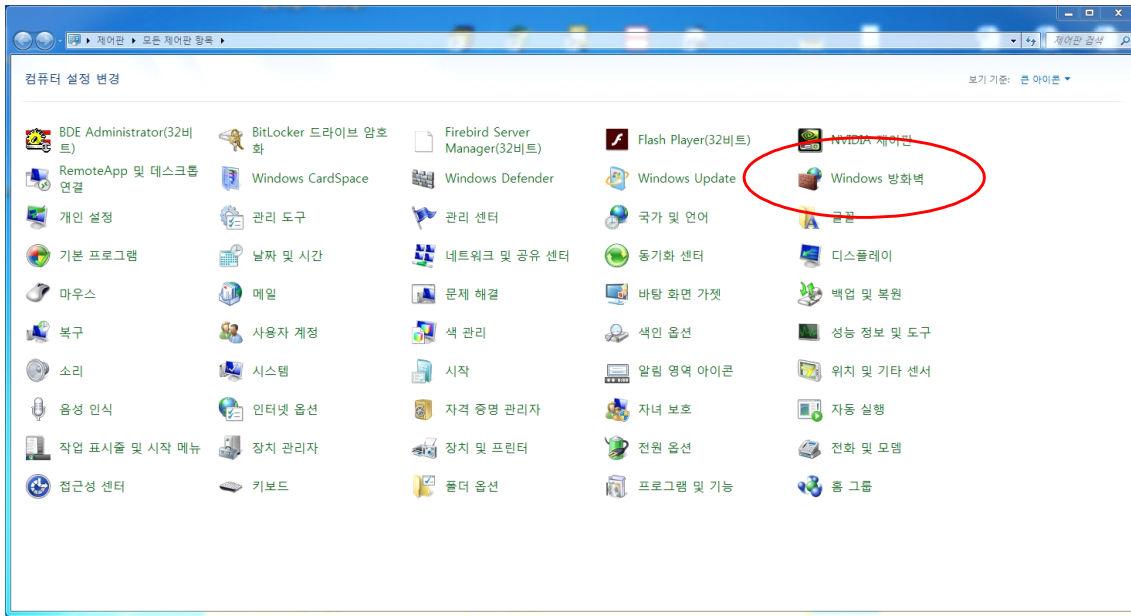 제어판 ▸ 모든 제어판 항목 ▸
제어판 검색
컴퓨터 설정 변경
보기 기준: 큰 아이콘
BDE Administrator(32비
트)
BitLocker 드라이브 암호
화
Firebird Server
Manager(32비트)
Flash Player(32비트)
NVIDIA 제어판
RemoteApp 및 데스크톱
연결
Windows CardSpace
Windows Defender
Windows Update
Windows 방화벽
개인 설정
관리 도구
관리 센터
국가 및 언어
글꼴
기본 프로그램
날짜 및 시간
네트워크 및 공유 센터
동기화 센터
디스플레이
마우스
메일
문제 해결
바탕 화면 가젯
백업 및 복원
복구
사용자 계정
색 관리
색인 옵션
성능 정보 및 도구
소리
시스템
시작
알림 영역 아이콘
위치 및 기타 센서
음성 인식
인터넷 옵션
자격 증명 관리자
자녀 보호
자동 실행
작업 표시줄 및 시작 메뉴
장치 관리자
장치 및 프린터
전원 옵션
전화 및 모뎀
접근성 센터
키보드
폴더 옵션
프로그램 및 기능
홈 그룹